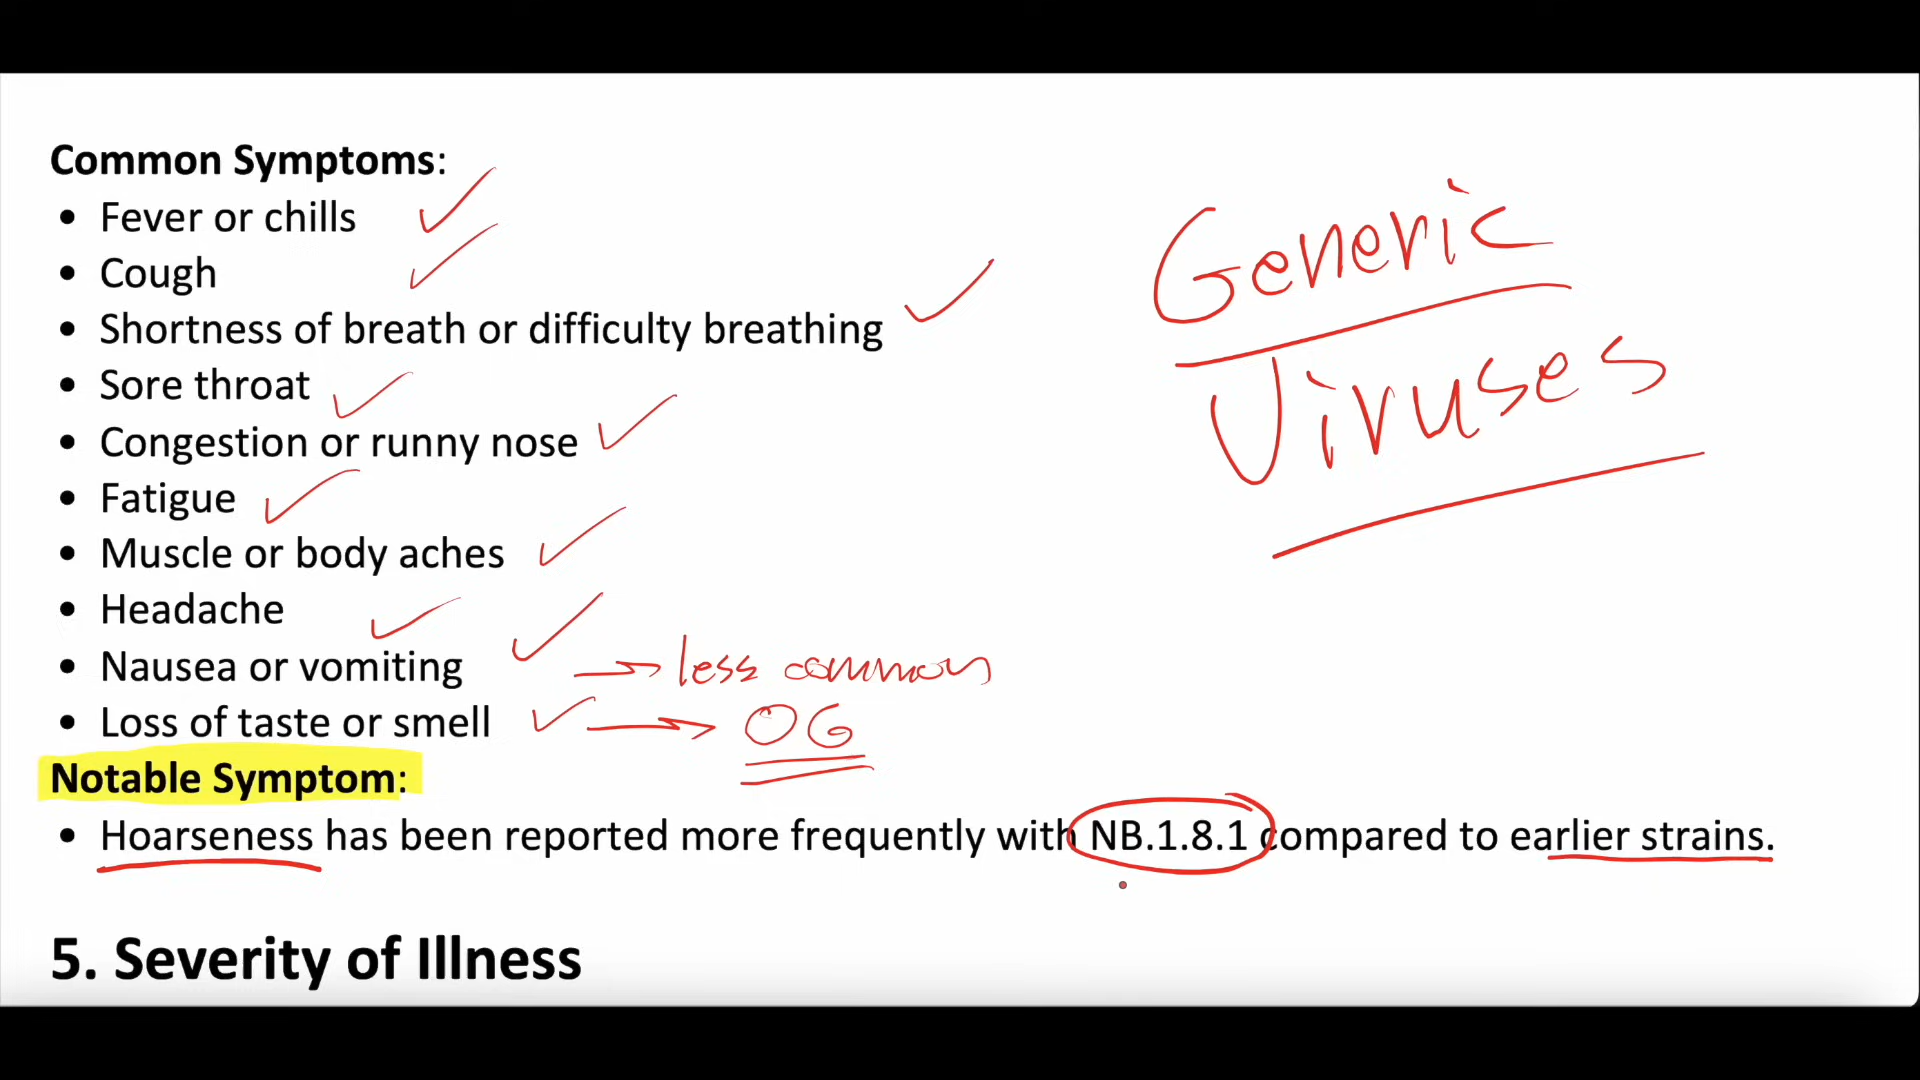 Common Symptoms:
• Fever or chills
• Cough
• Shortness of breath or difficulty breathing
• Sore throat
• Congestion or runny nose
• Fatigue
• Muscle or body aches
• Headache
• Nausea or vomiting → less common
• Loss of taste or smell → OG
Notable Symptom:
• Hoarseness has been reported more frequently with NB.1.8.1 compared to earlier strains.
5. Severity of Illness
Generic
Viruses